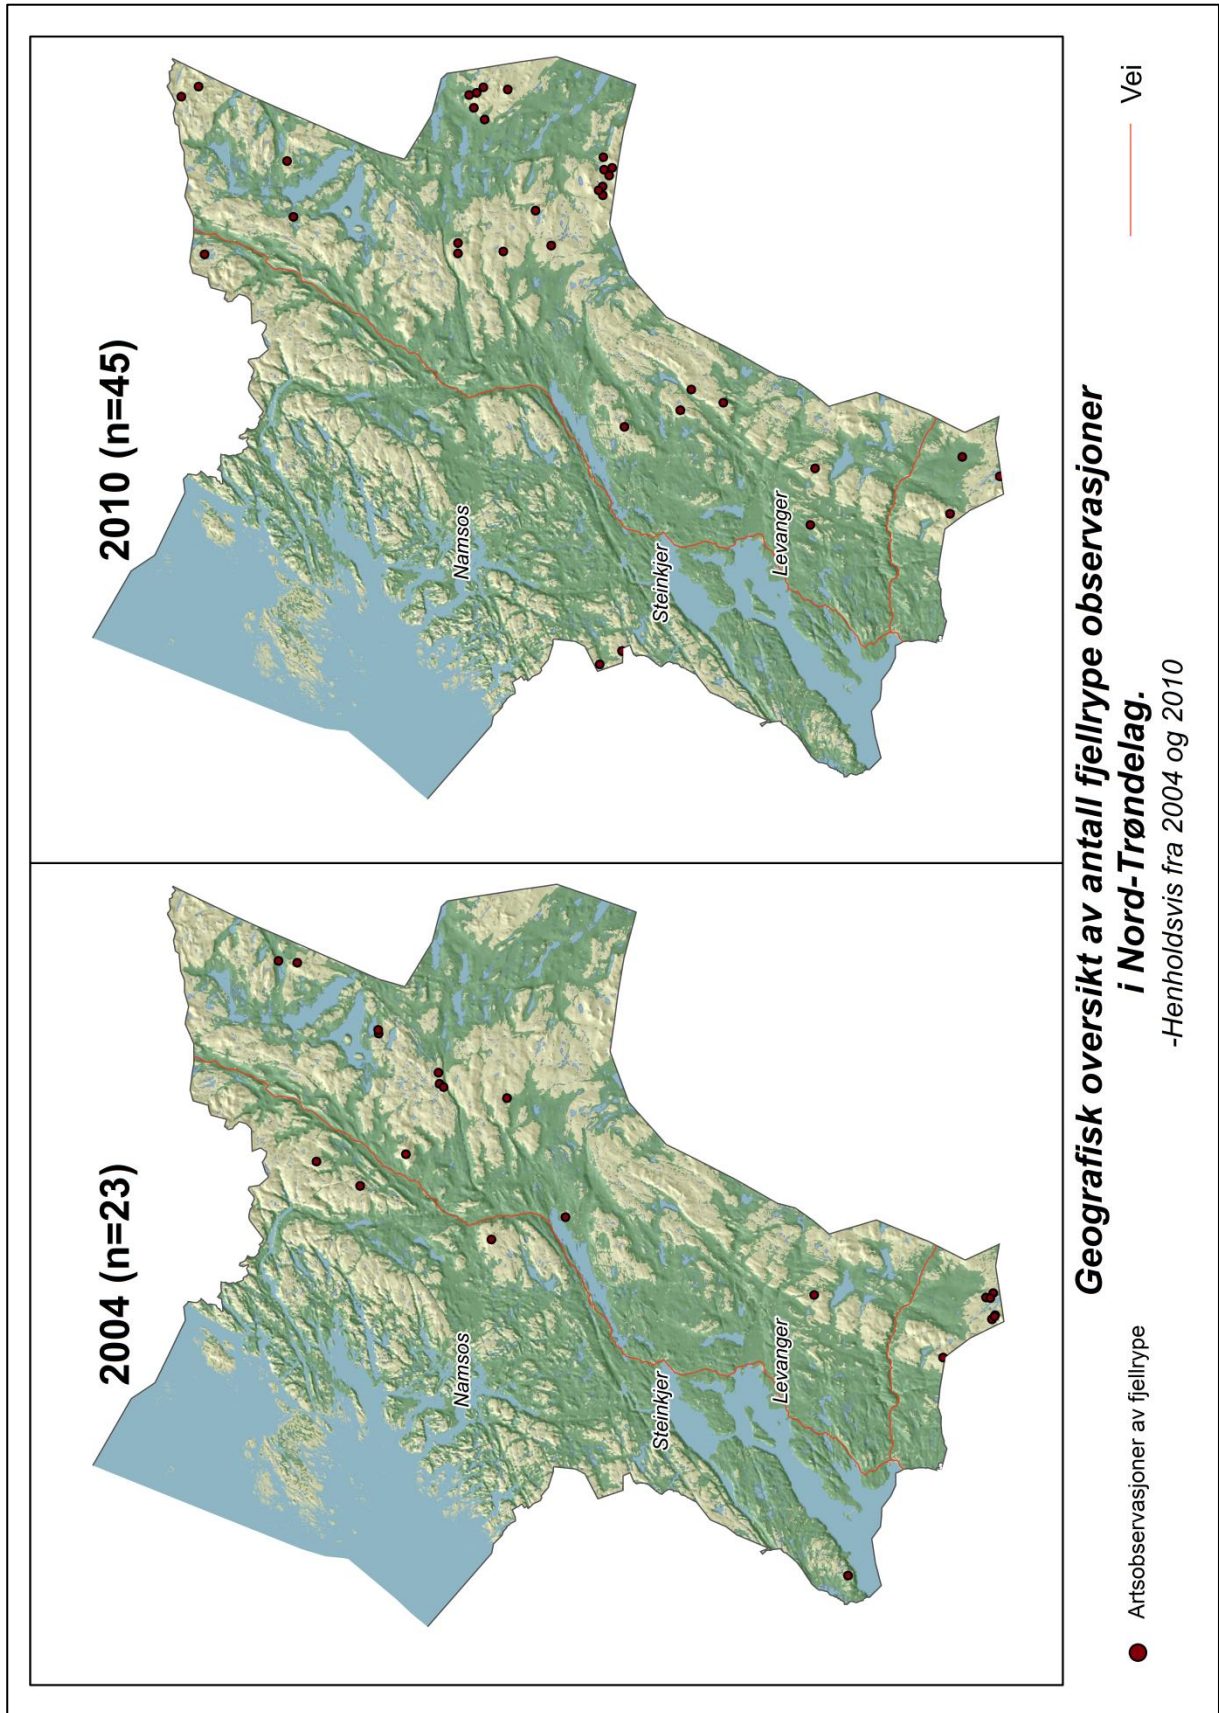 2004 (n=23)
Namsos
Steinkjer
Levanger
2010 (n=45)
Namsos
Steinkjer
Levanger
Geografisk oversikt av antall fjellrype observasjoner
i Nord-Trøndelag.
-Henholdsvis fra 2004 og 2010
Artsobservasjoner av fjellrype
Vei